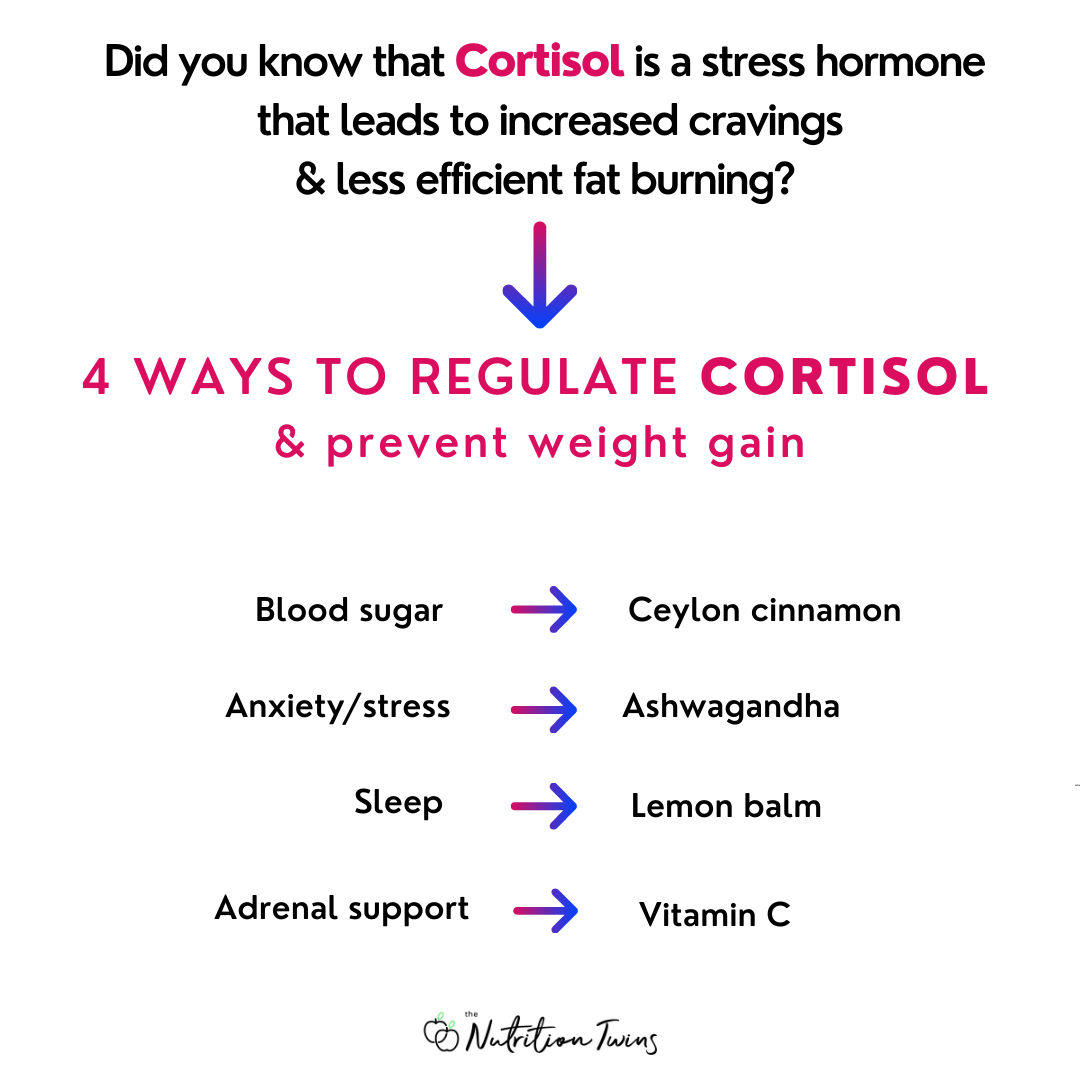 Did you know that Cortisol is a stress hormone
that leads to increased cravings
& less efficient fat burning?
4 WAYS TO REGULATE CORTISOL
& prevent weight gain
Blood sugar → Ceylon cinnamon
Anxiety/stress → Ashwagandha
Sleep → Lemon balm
Adrenal support → Vitamin C
the Nutrition Twins